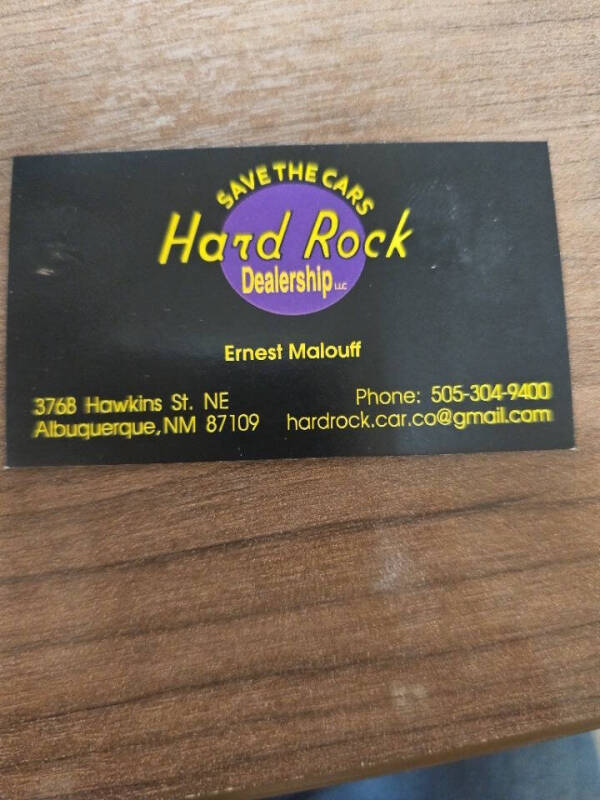 SAVE THE CARS
Hard Rock
Dealership LLC
Ernest Malouff
3768 Hawkins St. NE
Albuquerque, NM 87109
Phone: 505-304-9400
hardrock.car.co@gmail.com